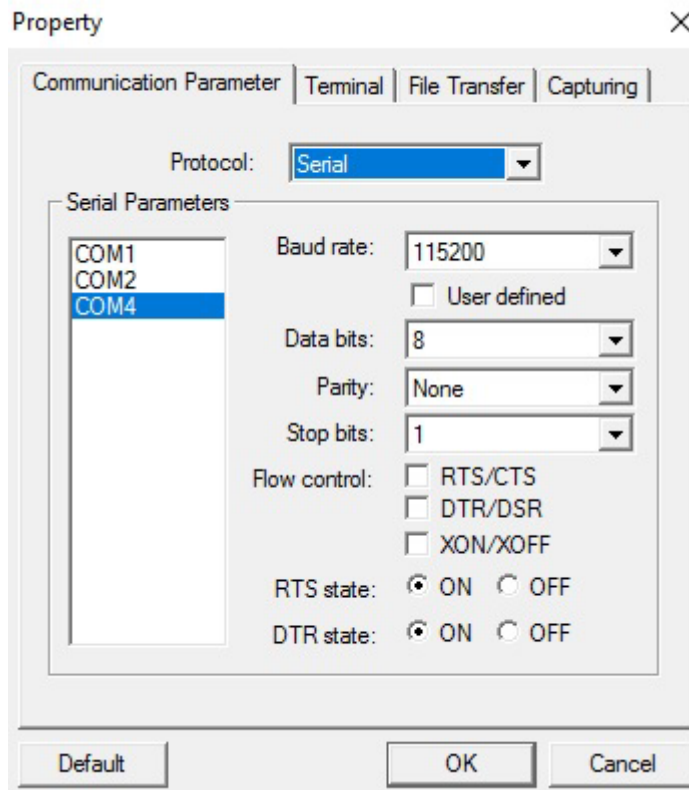 Property
Communication Parameter Terminal File Transfer Capturing
Protocol: Serial
Serial Parameters
COM1
COM2
COM4
Baud rate: 115200
User defined
Data bits: 8
Parity: None
Stop bits: 1
Flow control: RTS/CTS
DTR/DSR
XON/XOFF
RTS state: ON OFF
DTR state: ON OFF
Default OK Cancel